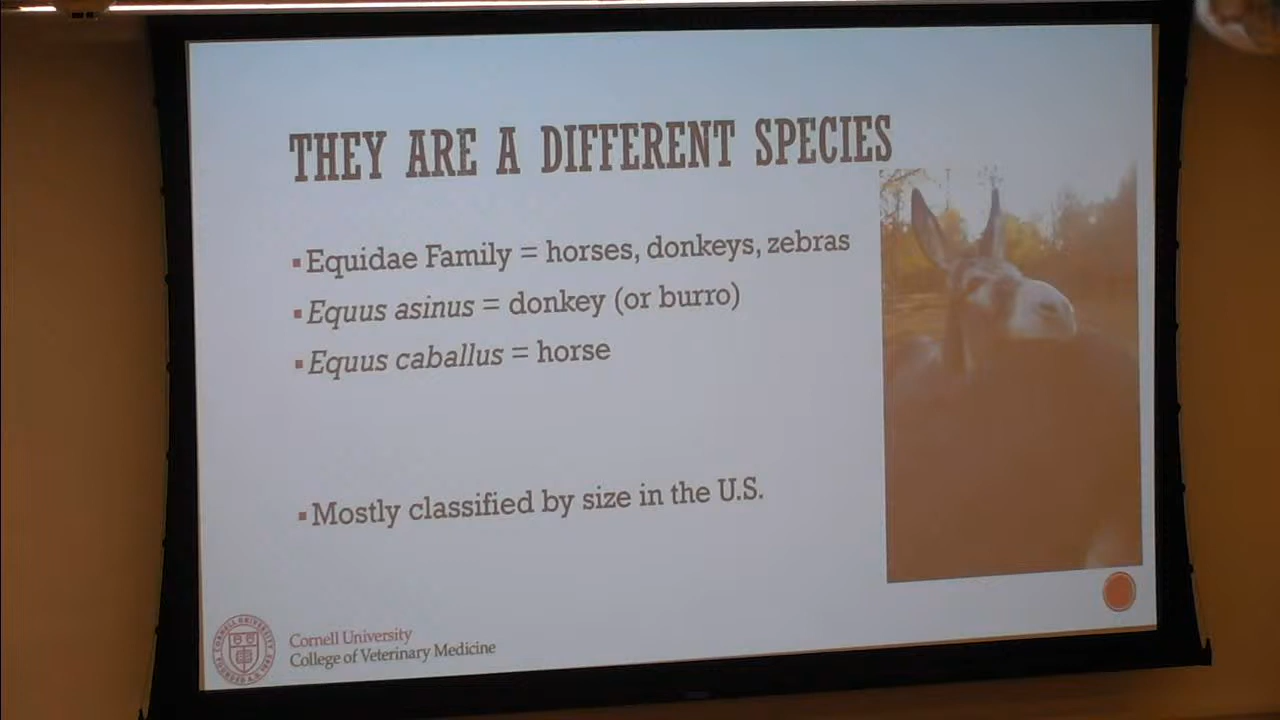 THEY ARE A DIFFERENT SPECIES
▪Equidae Family = horses, donkeys, zebras
▪Equus asinus = donkey (or burro)
▪Equus caballus = horse
▪Mostly classified by size in the U.S.
Cornell University
College of Veterinary Medicine